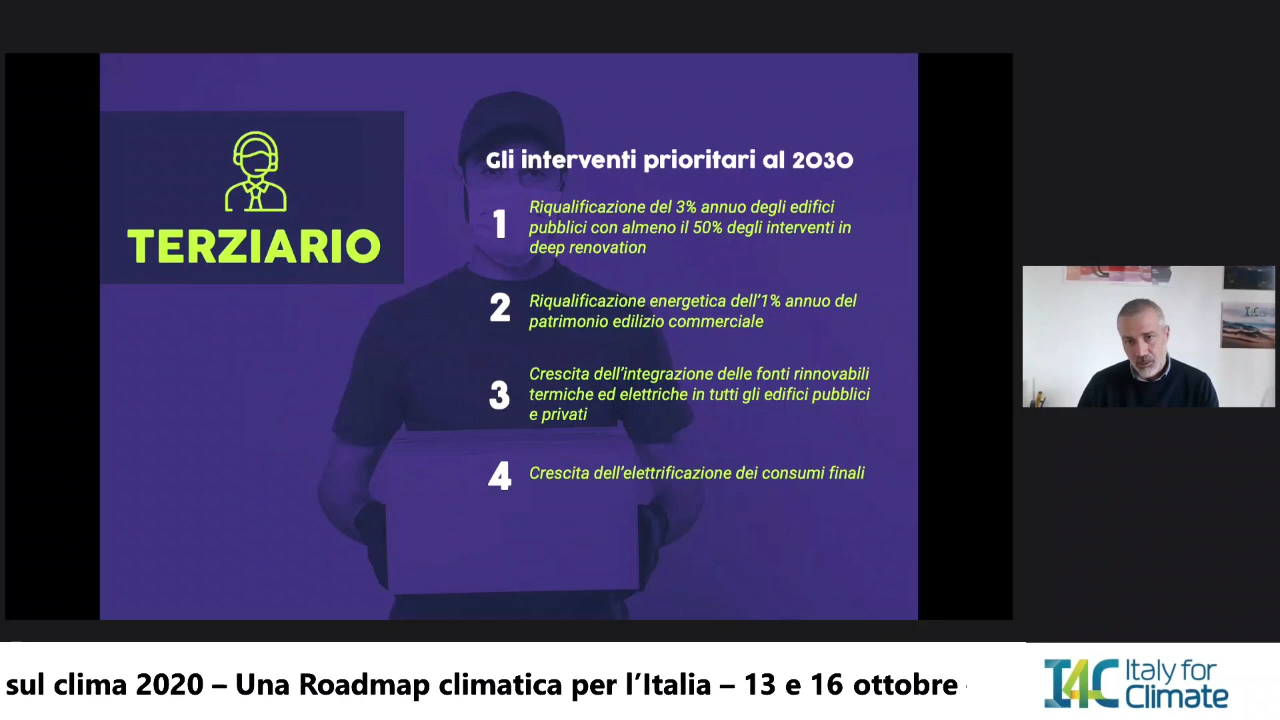 TERZIARIO
Gli interventi prioritari al 2030
1
Riqualificazione del 3% annuo degli edifici
pubblici con almeno il 50% degli interventi in
deep renovation
2
Riqualificazione energetica dell'1% annuo del
patrimonio edilizio commerciale
3
Crescita dell'integrazione delle fonti rinnovabili
termiche ed elettriche in tutti gli edifici pubblici
e privati
4
Crescita dell'elettrificazione dei consumi finali
I4C
sul clima 2020 – Una Roadmap climatica per l'Italia – 13 e 16 ottobre
I4C Italy for
Climate